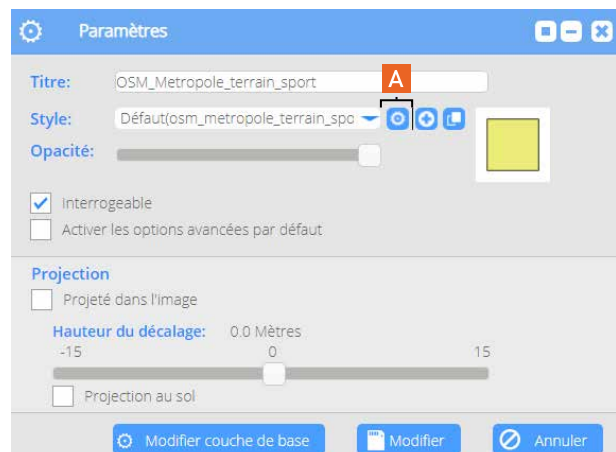 Paramètres
Titre: OSM_Metropole_terrain_sport
A
Style: Défaut(osm_metropole_terrain_spo
Opacité:
Interrogeable
Activer les options avancées par défaut
Projection
Projeté dans l'image
Hauteur du décalage: 0.0 Mètres
-15 0 15
Projection au sol
Modifier couche de base Modifier Annuler